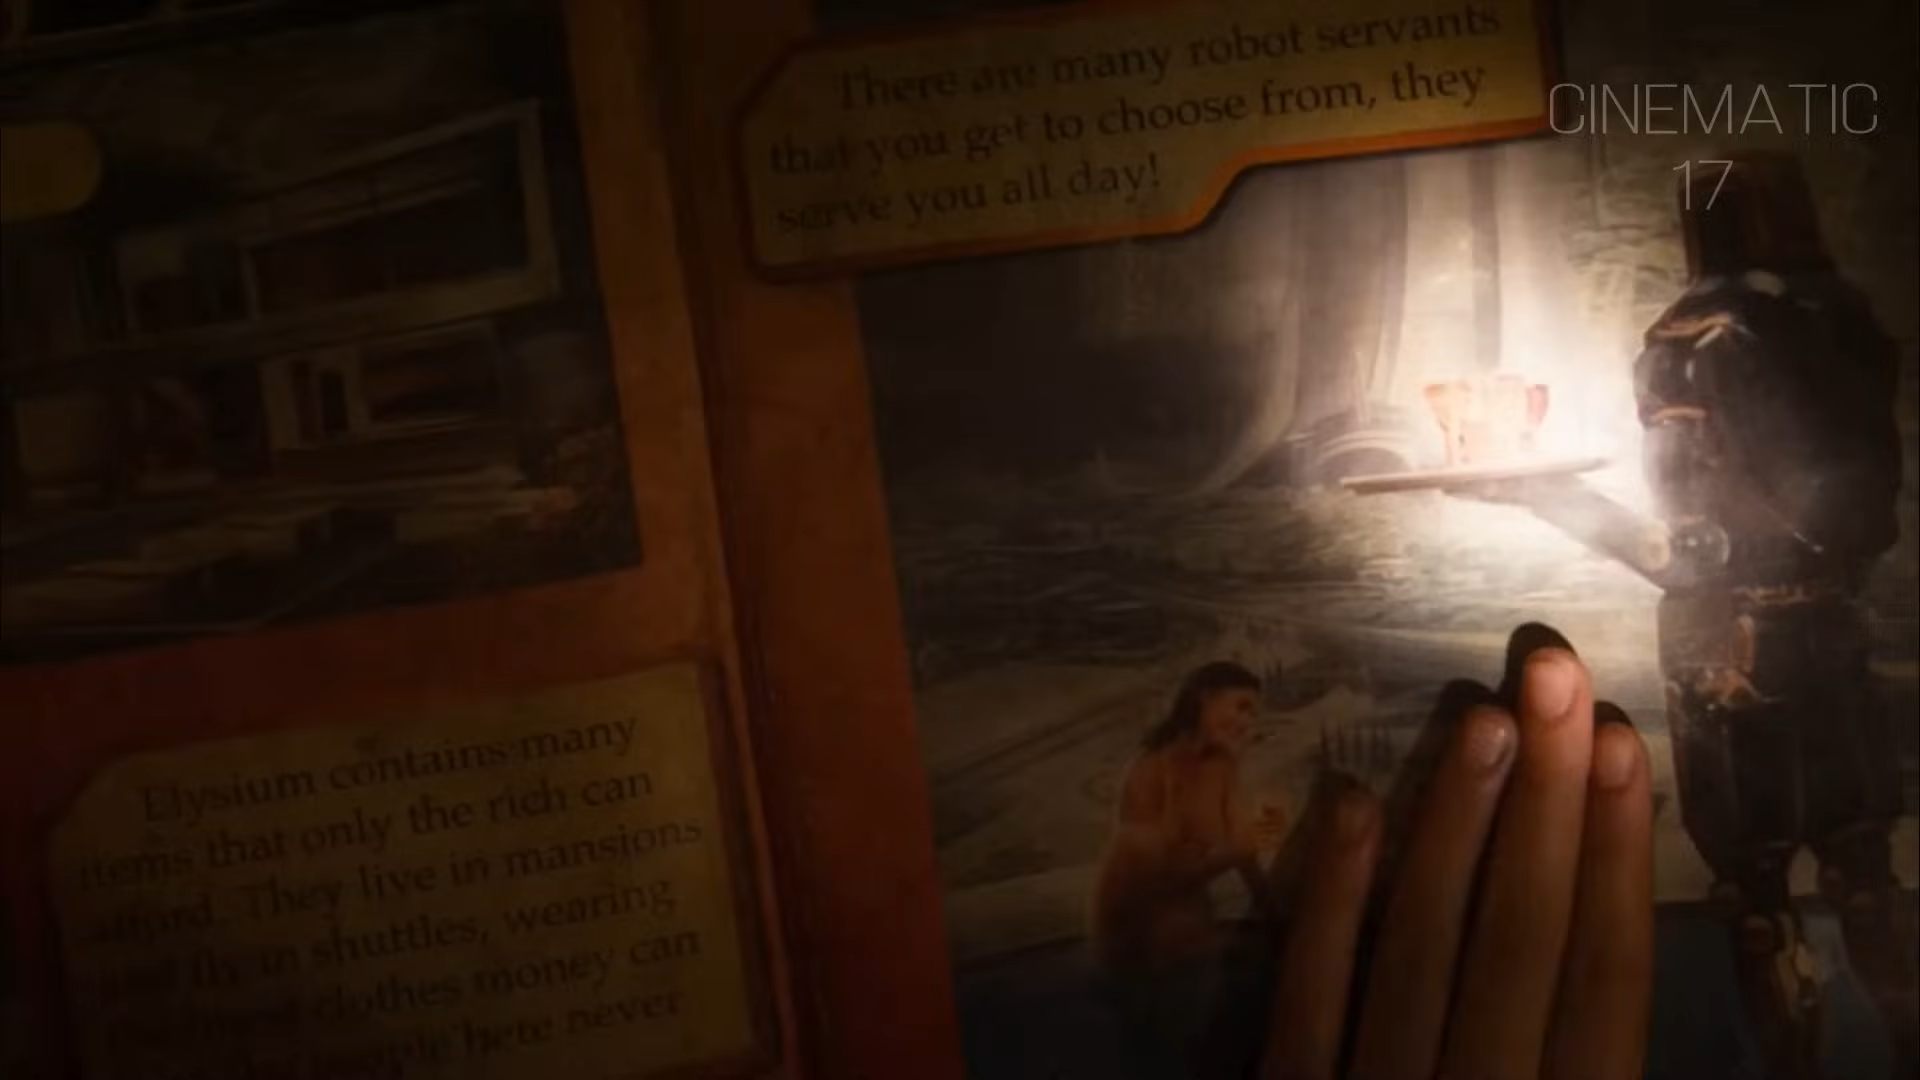 There are many robot servants
that you get to choose from, they
serve you all day!
CINEMATIC
17
Elysium contains many
items that only the rich can
afford. They live in mansions
fly in shuttles, wearing
clothes money can
people here never